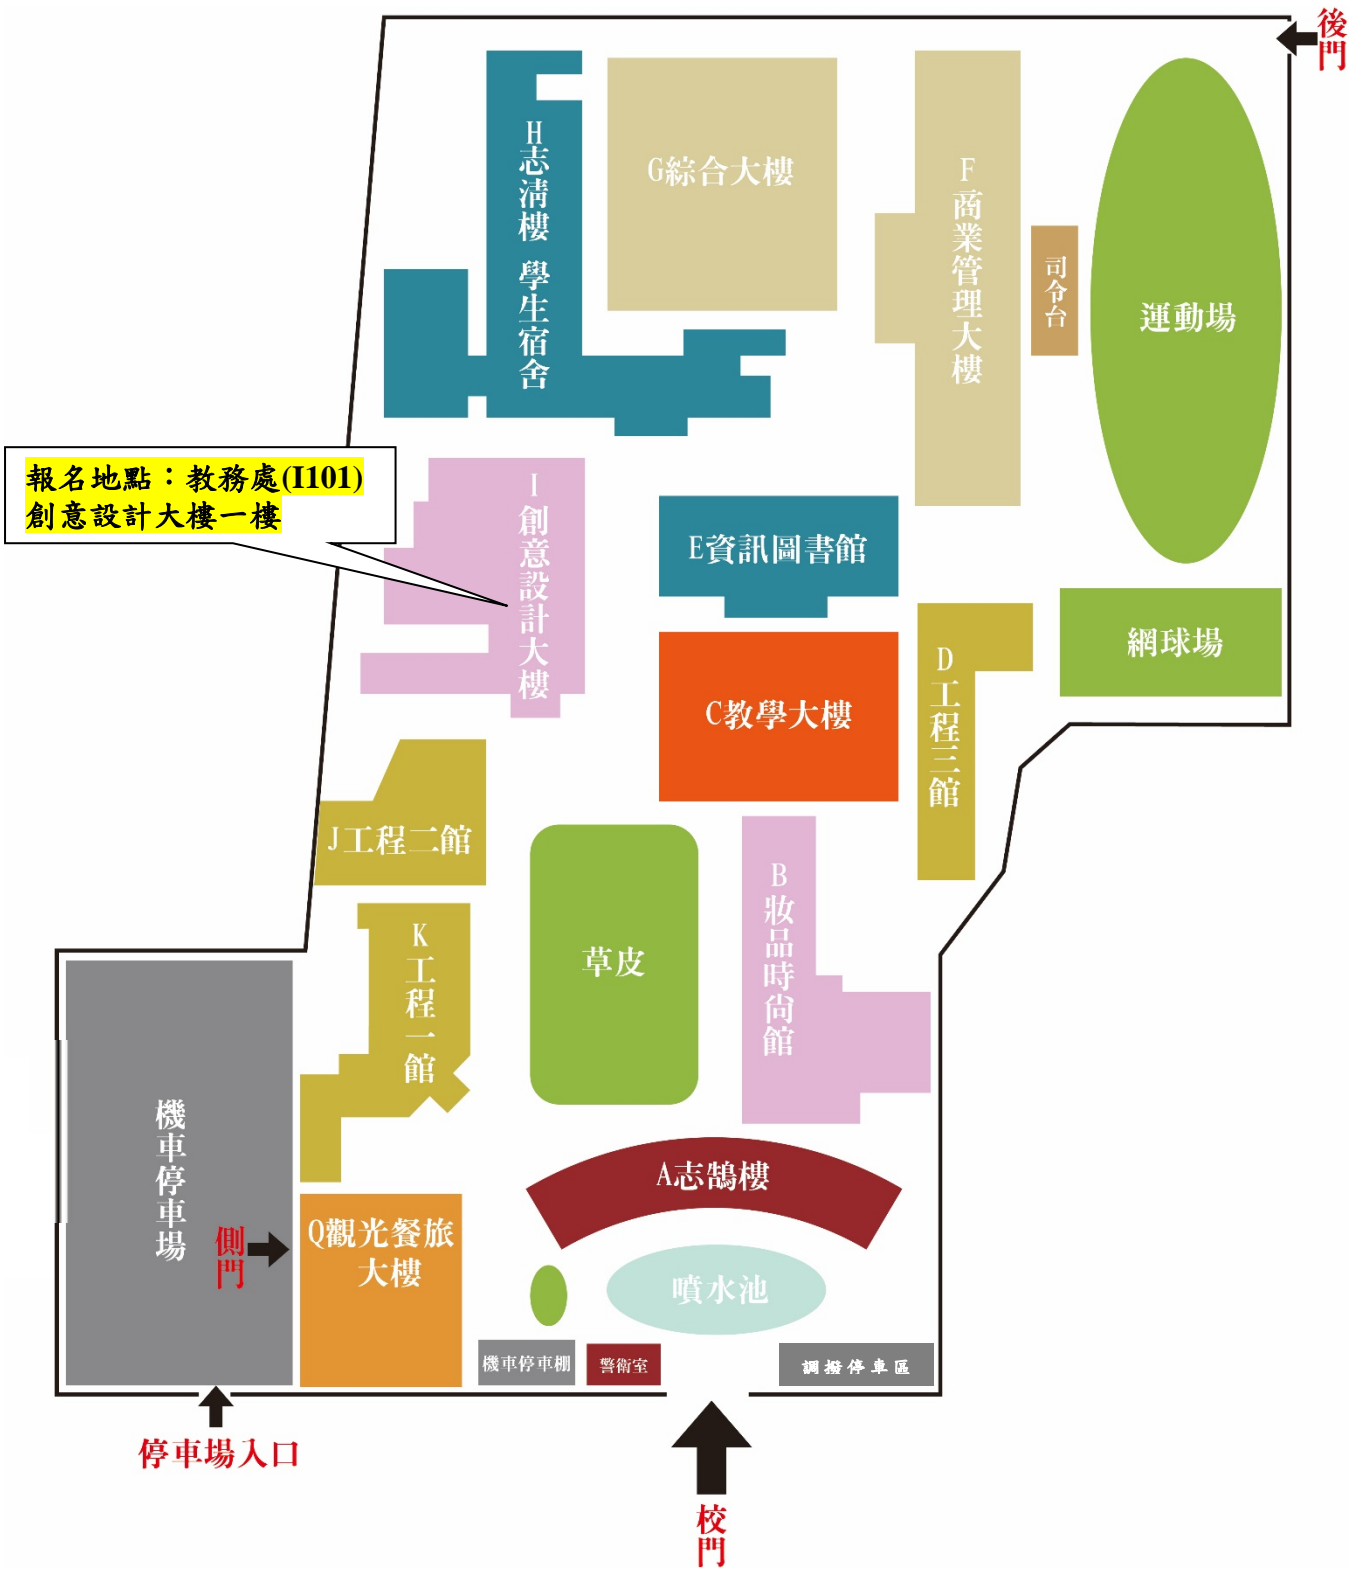 後門
H志清樓 學生宿舍
G綜合大樓
F商業管理大樓
司令台
運動場
報名地點：教務處(I101)
創意設計大樓一樓
I創意設計大樓
E資訊圖書館
網球場
D工程三館
C教學大樓
J工程二館
B妝品時尚館
K工程一館
草皮
機車停車場
A志鵠樓
側門
Q觀光餐旅
大樓
噴水池
機車停車棚
警衛室
調撥停車區
停車場入口
校門